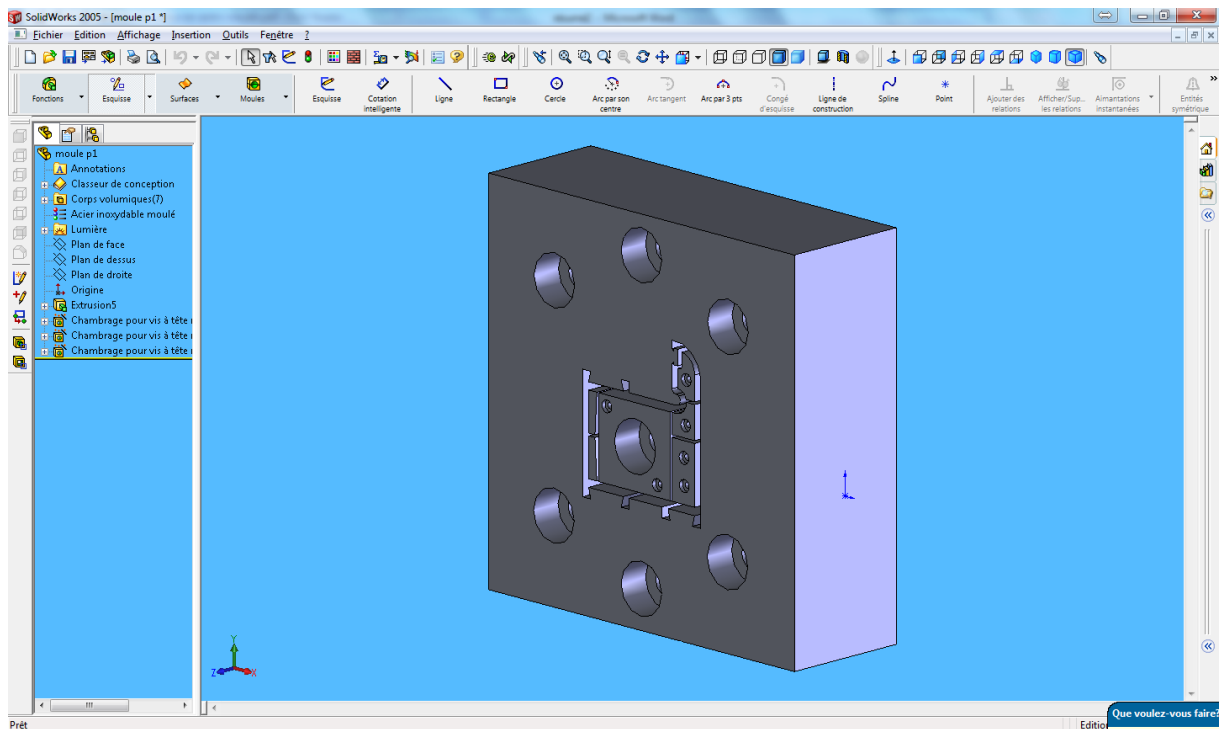 SolidWorks 2005 - [moule p1 *]
Fichier Edition Affichage Insertion Outils Fenêtre ?
Fonctions Esquisse Surfaces Moules Esquisse Cotation intelligente Ligne Rectangle Cercle Arc par son centre Arc tangent Arc par 3 pts Congé d'esquisse Ligne de construction Spline Point Ajouter des relations Afficher/Sup... les relations Aimantations instantanées Entités symétrique
moule p1
Annotations
Classeur de conception
Corps volumiques(7)
Acier inoxydable moulé
Lumière
Plan de face
Plan de dessus
Plan de droite
Origine
Extrusion5
Chambrage pour vis à tête
Chambrage pour vis à tête
Chambrage pour vis à tête
Y
Z X
Que voulez-vous faire?
Prêt
Edition